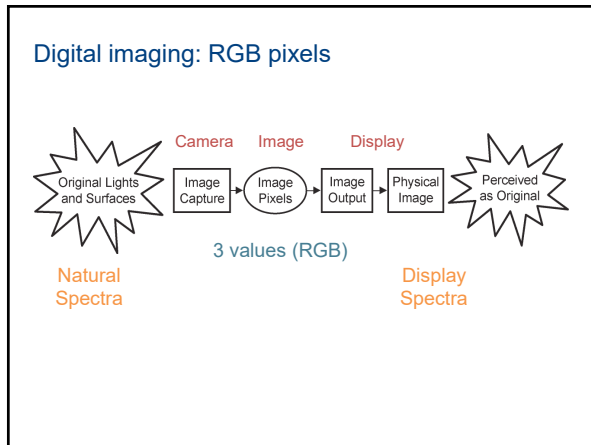 Digital imaging: RGB pixels
Camera Image Display
Original Lights
and Surfaces
Image
Capture
Image
Pixels
Image
Output
Physical
Image
Perceived
as Original
3 values (RGB)
Natural
Spectra
Display
Spectra